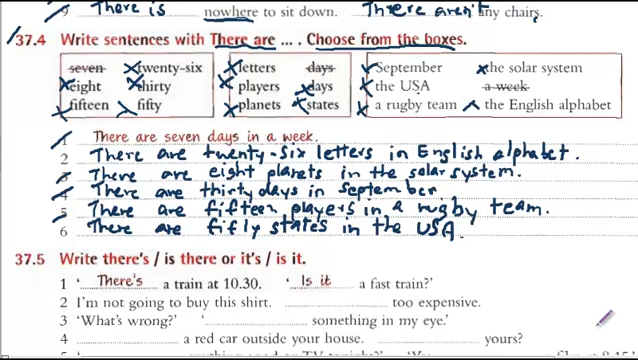 9 There is nowhere to sit down. There aren't any chairs.
37.4 Write sentences with There are ... . Choose from the boxes.
seven twenty-six letters days September the solar system
eight thirty players days the USA a week
fifteen fifty planets states a rugby team the English alphabet
1 There are seven days in a week.
2 There are twenty-six letters in English alphabet.
3 There are eight planets in the solar system.
4 There are thirty days in September
5 There are fifteen players in a rugby team.
6 There are fifly states in the USA.
37.5 Write there's / is there or it's / is it.
1 ' There's a train at 10.30. ' Is it a fast train?'
2 I'm not going to buy this shirt. too expensive.
3 'What's wrong?' ' something in my eye.'
4 a red car outside your house. yours?